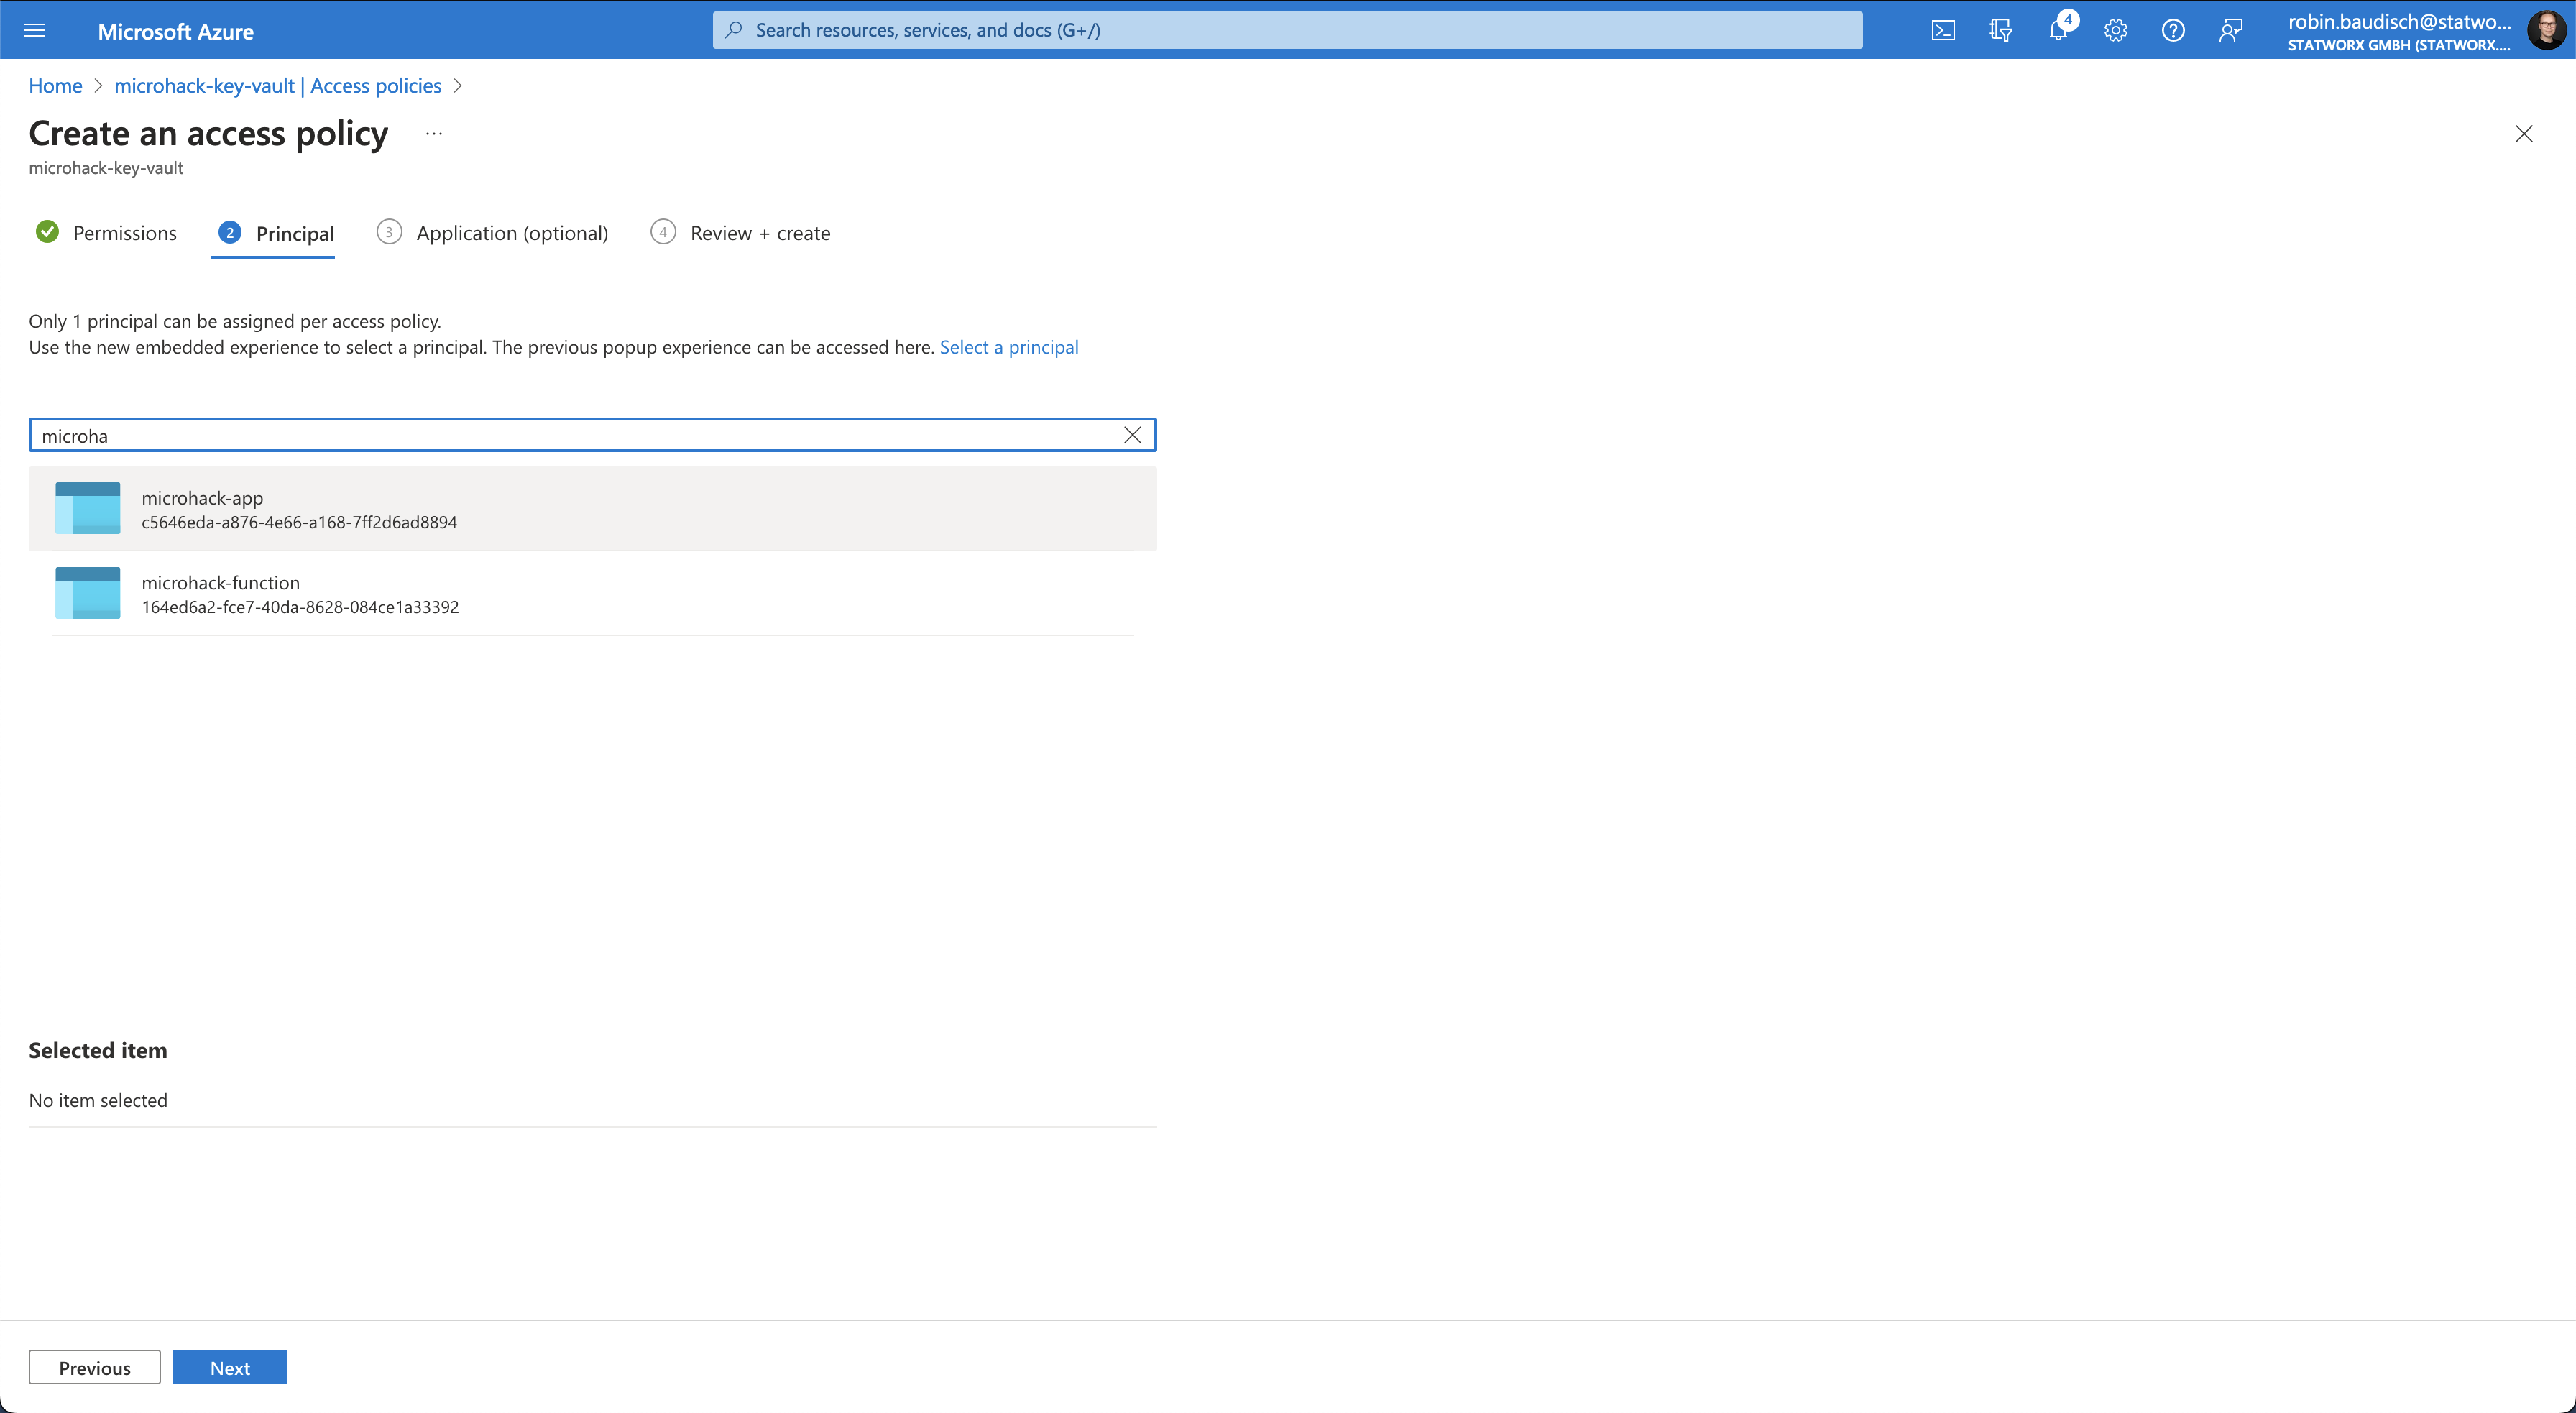 Microsoft Azure
Search resources, services, and docs (G+/)
4
robin.baudisch@statwo...
STATWORX GMBH (STATWORX....
Home > microhack-key-vault | Access policies >
Create an access policy ...
microhack-key-vault
Permissions
2 Principal
3 Application (optional)
4 Review + create
Only 1 principal can be assigned per access policy.
Use the new embedded experience to select a principal. The previous popup experience can be accessed here. Select a principal
microha
microhack-app
c5646eda-a876-4e66-a168-7ff2d6ad8894
microhack-function
164ed6a2-fce7-40da-8628-084ce1a33392
Selected item
No item selected
Previous
Next